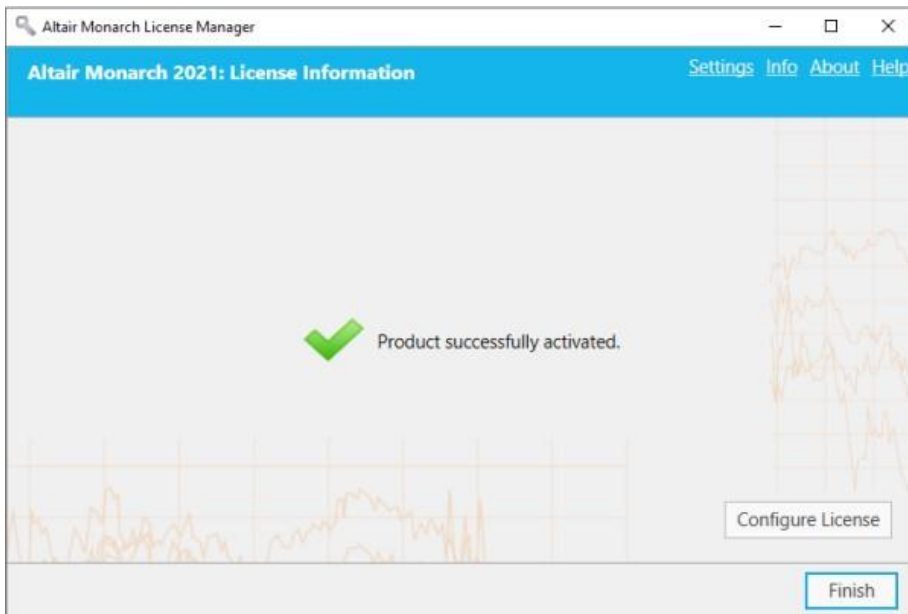 Altair Monarch License Manager
Altair Monarch 2021: License Information
Settings Info About Help
Product successfully activated.
Configure License
Finish